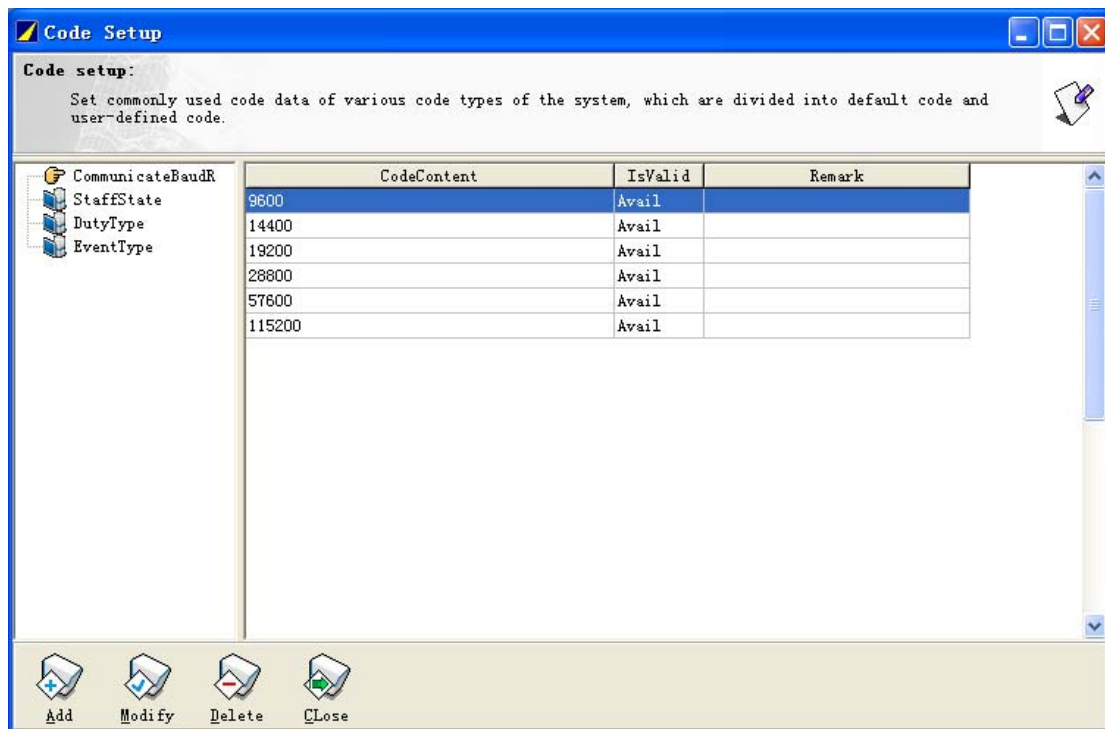 Code Setup
Code setup:
Set commonly used code data of various code types of the system, which are divided into default code and
user-defined code.
CommunicateBaudR
StaffState
DutyType
EventType
CodeContent IsValid Remark
9600 Avail
14400 Avail
19200 Avail
28800 Avail
57600 Avail
115200 Avail
Add Modify Delete CLose